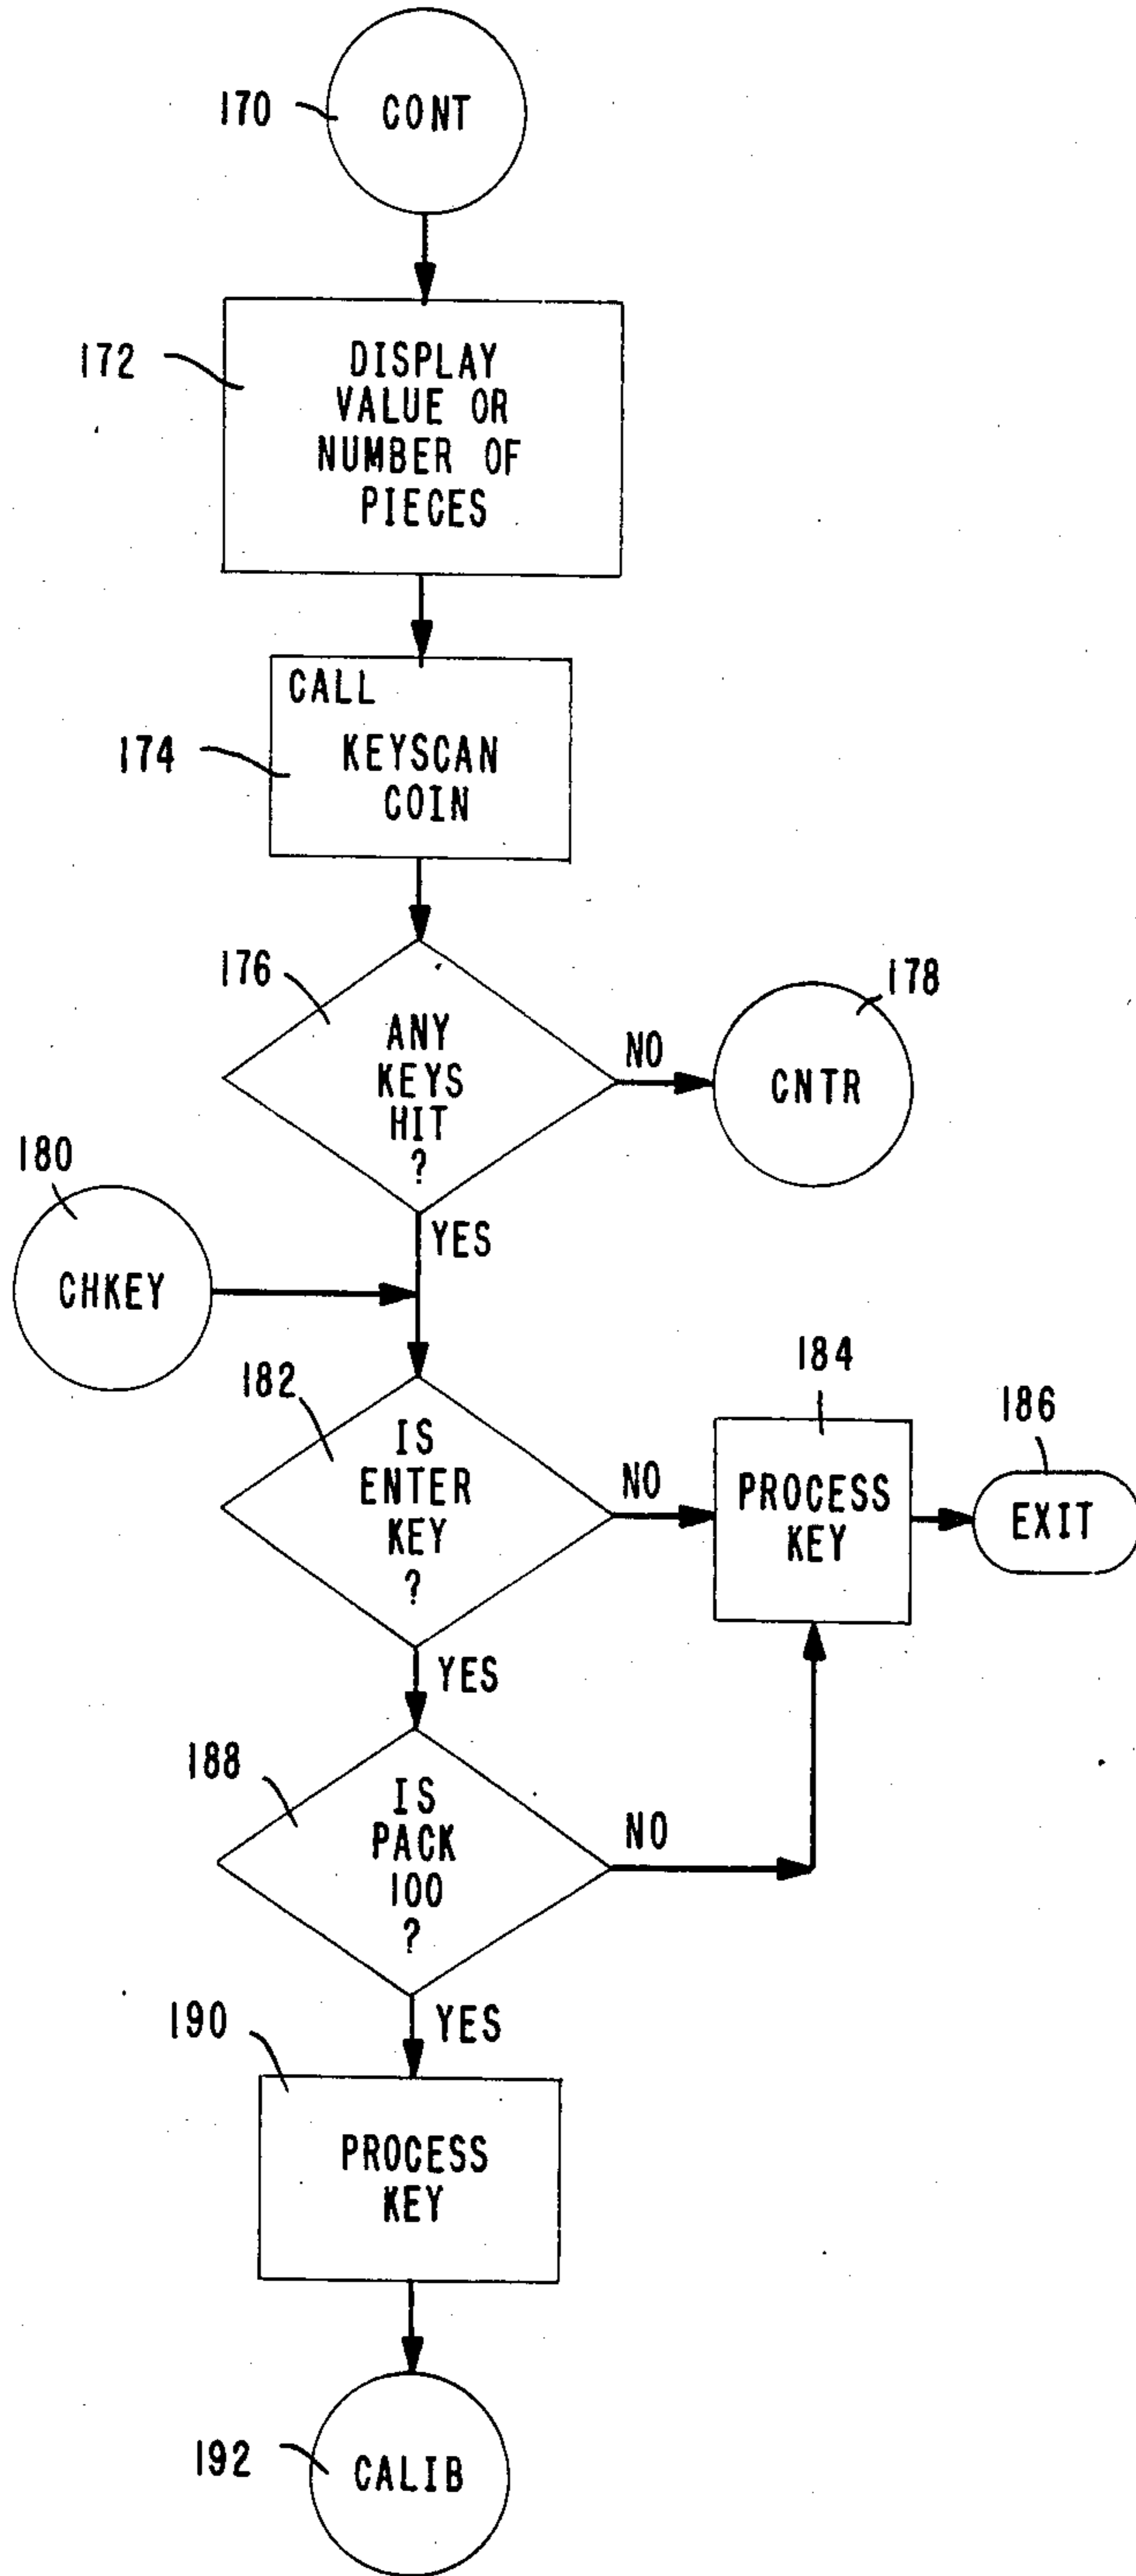 170
CONT
172
DISPLAY
VALUE OR
NUMBER OF
PIECES
CALL
174
KEYSCAN
COIN
176
ANY
KEYS
HIT
?
NO
178
CNTR
YES
180
CHKEY
182
IS
ENTER
KEY
?
NO
184
PROCESS
KEY
186
EXIT
YES
188
IS
PACK
100
?
NO
YES
190
PROCESS
KEY
192
CALIB